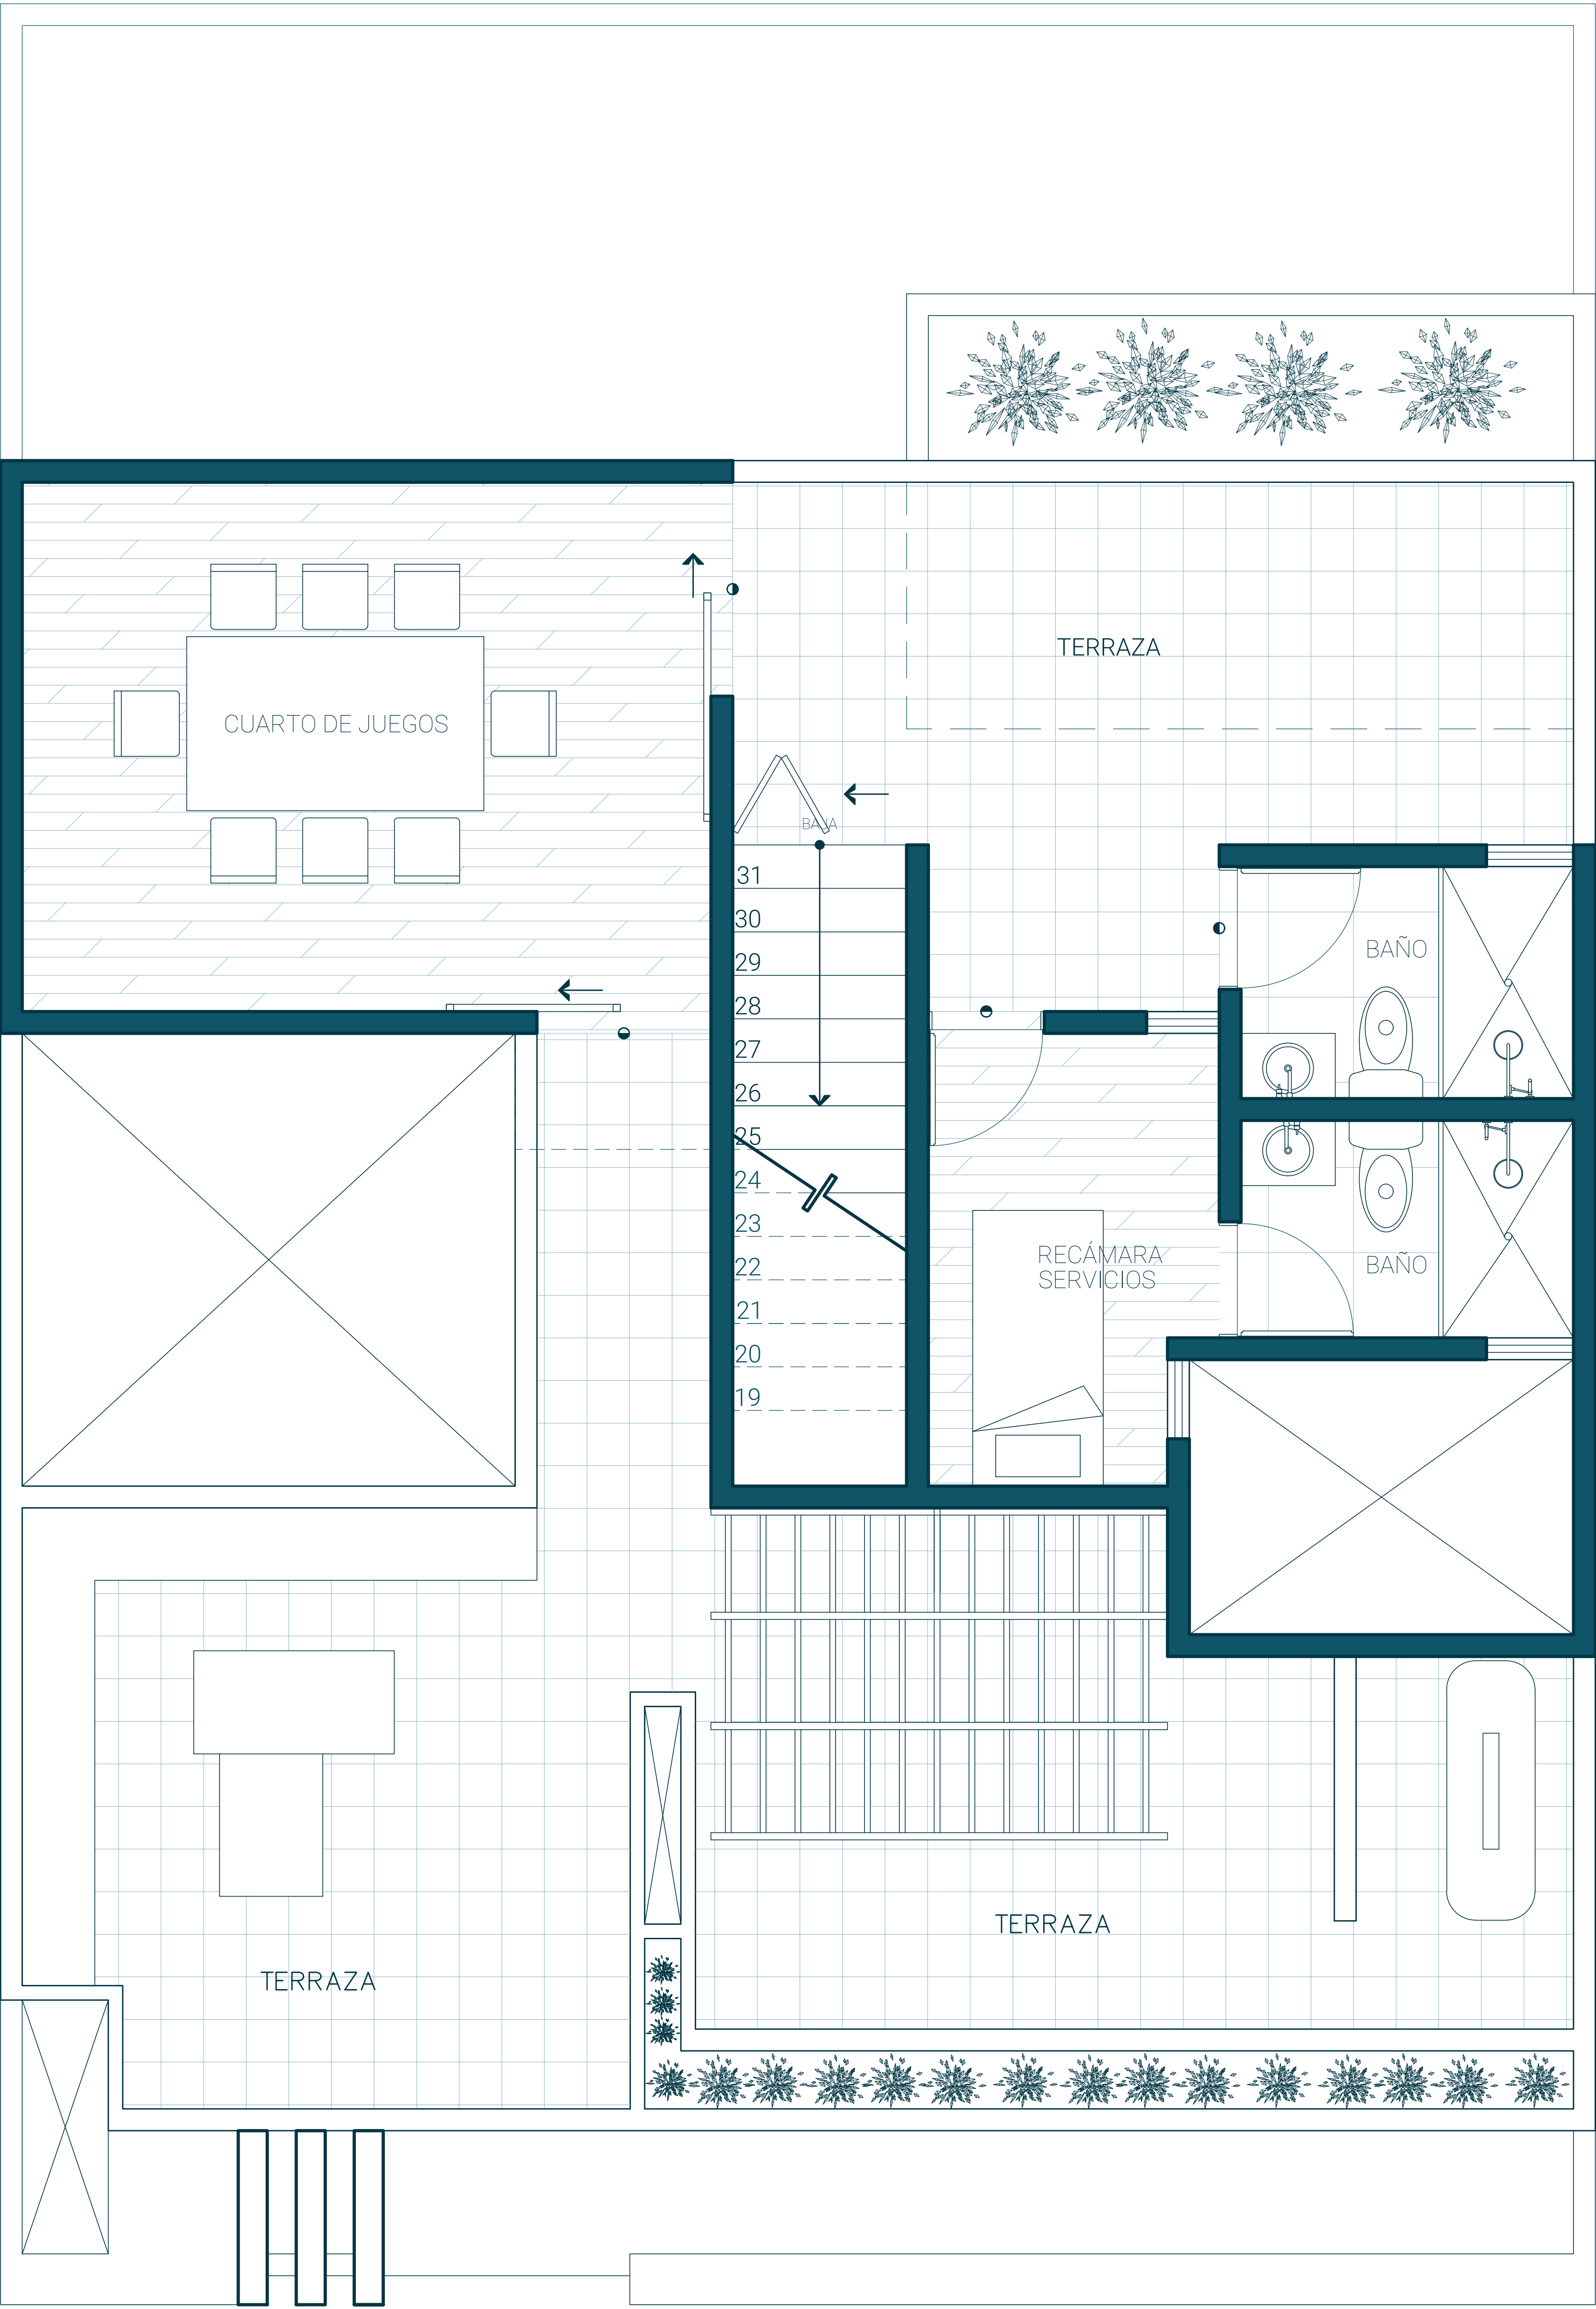 TERRAZA
CUARTO DE JUEGOS
BAJA
31
30
29
28
27
26
25
24
23
22
21
20
19
BAÑO
RECÁMARA
SERVICIOS
BAÑO
TERRAZA
TERRAZA